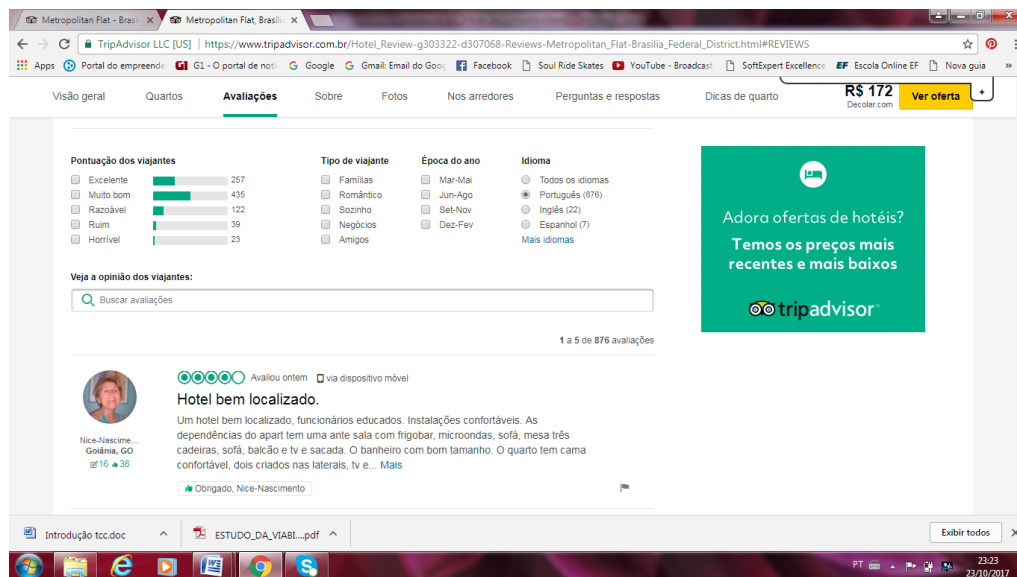 Metropolitan Flat - Brasíl
Metropolitan Flat, Brasíli
TripAdvisor LLC [US] | https://www.tripadvisor.com.br/Hotel_Review-g303322-d307068-Reviews-Metropolitan_Flat-Brasilia_Federal_District.html#REVIEWS
Apps Portal do empreende G1 - O portal de notí Google Gmail: Email do Goog Facebook Soul Ride Skates YouTube - Broadcast SoftExpert Excellence EF Escola Online EF Nova guia »
Visão geral Quartos Avaliações Sobre Fotos Nos arredores Perguntas e respostas Dicas de quarto
R$ 172
Decolar.com
Ver oferta
+
Pontuação dos viajantes
Excelente 257
Muito bom 435
Razoável 122
Ruim 39
Horrível 23
Tipo de viajante
Famílias
Romântico
Sozinho
Negócios
Amigos
Época do ano
Mar-Mai
Jun-Ago
Set-Nov
Dez-Fev
Idioma
Todos os idiomas
Português (876)
Inglês (22)
Espanhol (7)
Mais idiomas
Adora ofertas de hotéis?
Temos os preços mais
recentes e mais baixos
tripadvisor
Veja a opinião dos viajantes:
Buscar avaliações
1 a 5 de 876 avaliações
Avaliou ontem via dispositivo móvel
Hotel bem localizado.
Um hotel bem localizado, funcionários educados. Instalações confortáveis. As
dependências do apart tem uma ante sala com frigobar, microondas, sofá, mesa três
cadeiras, sofá, balcão e tv e sacada. O banheiro com bom tamanho. O quarto tem cama
confortável, dois criados nas laterais, tv e... Mais
Nice-Nascime...
Goiânia, GO
16 36
Obrigado, Nice-Nascimento
Introdução tcc.doc
ESTUDO_DA_VIABI....pdf
Exibir todos
PT
23:23
23/10/2017